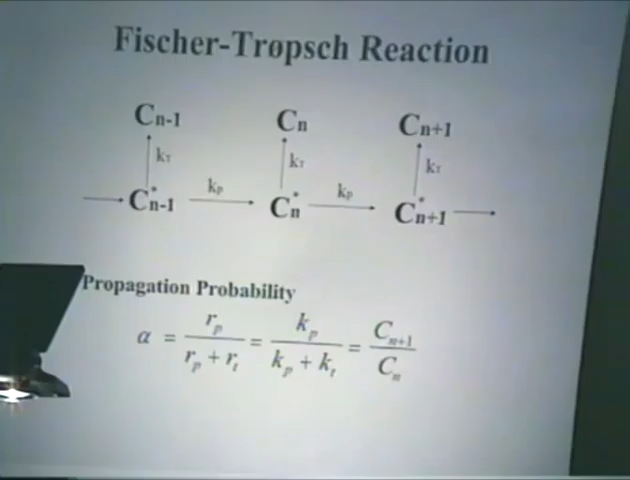 Fischer-Tropsch Reaction
Cn-1 Cn Cn+1
kT kT kT
kp kp
C*n-1 C*n C*n+1
Propagation Probability
α = rp / (rp + rt) = kp / (kp + kt) = Cn+1 / Cn